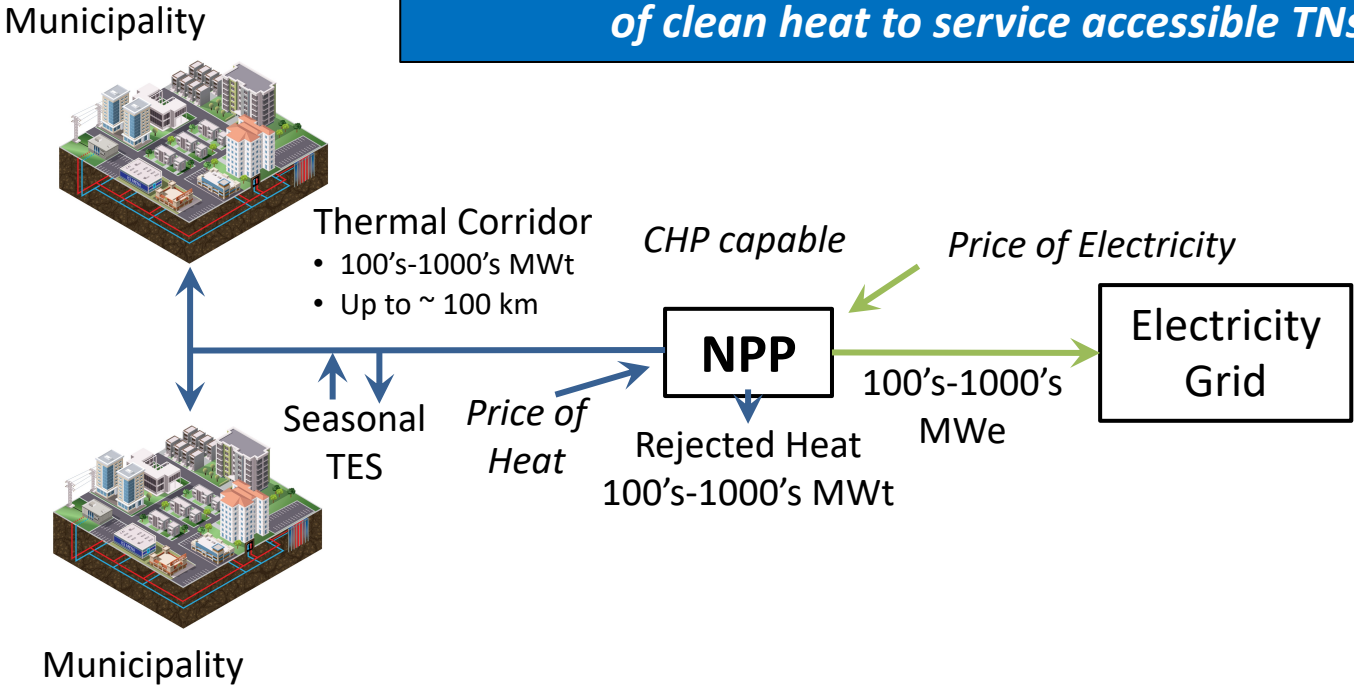 Municipality
of clean heat to service accessible TNs
Thermal Corridor
• 100’s-1000’s MWt
• Up to ~ 100 km
CHP capable
Price of Electricity
NPP
Electricity
Grid
100’s-1000’s
MWe
Seasonal
TES
Price of
Heat
Rejected Heat
100’s-1000’s MWt
Municipality